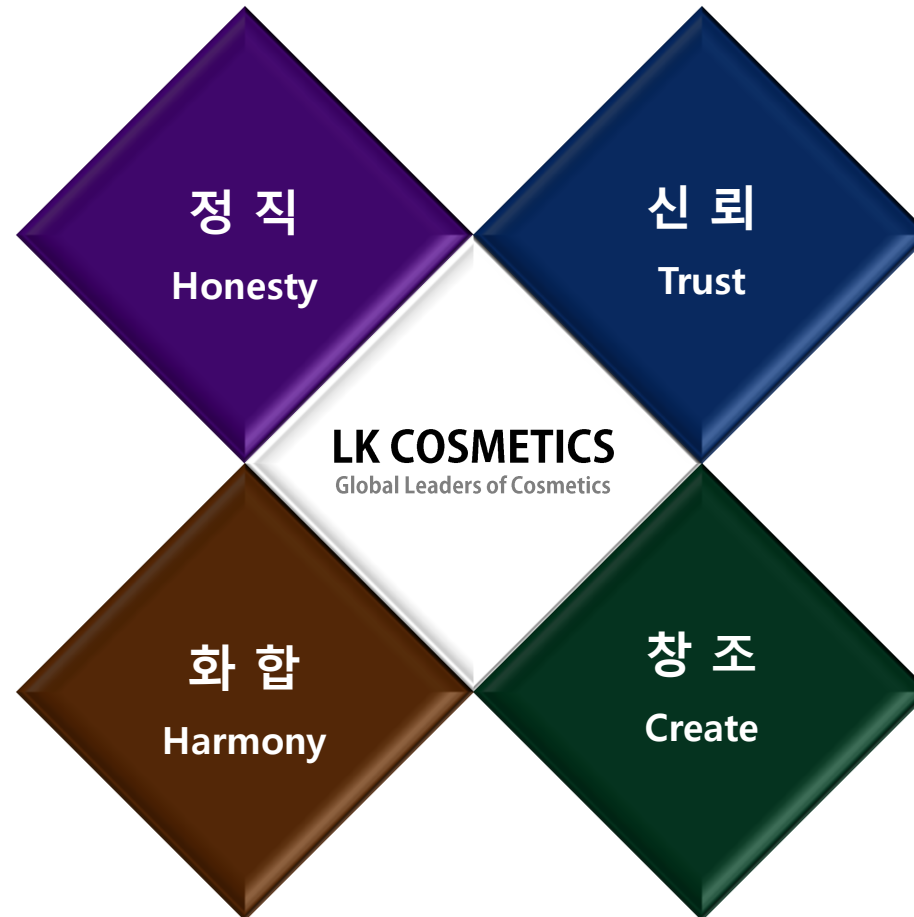 정 직
Honesty
신 뢰
Trust
LK COSMETICS
Global Leaders of Cosmetics
화 합
Harmony
창 조
Create